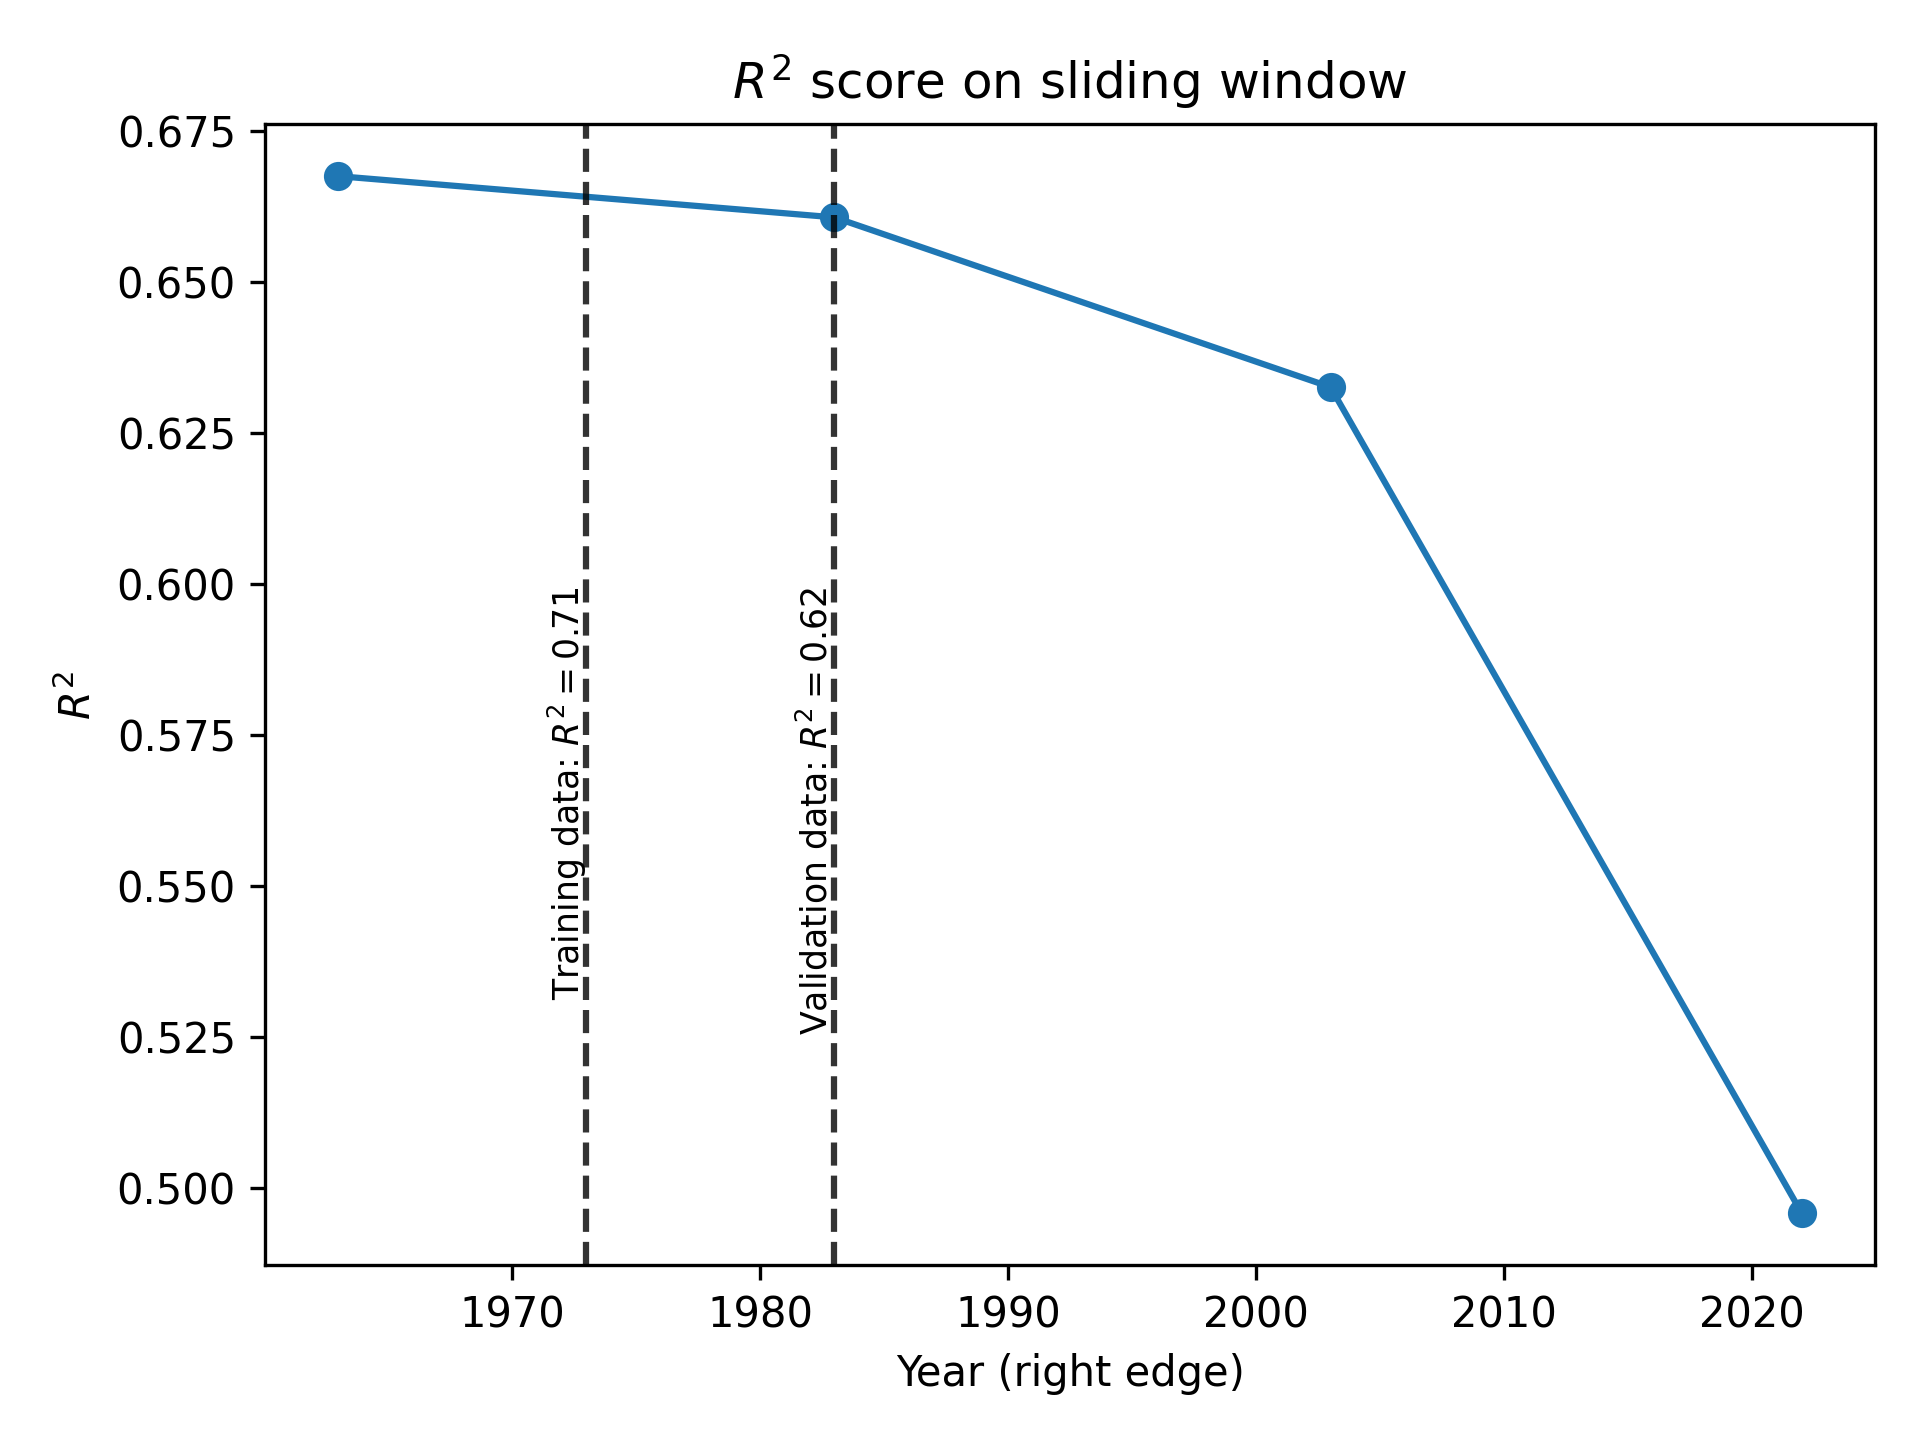 R² score on sliding window
0.675
0.650
0.625
0.600
0.575
0.550
0.525
0.500
R²
Training data: R² = 0.71
Validation data: R² = 0.62
1970 1980 1990 2000 2010 2020
Year (right edge)